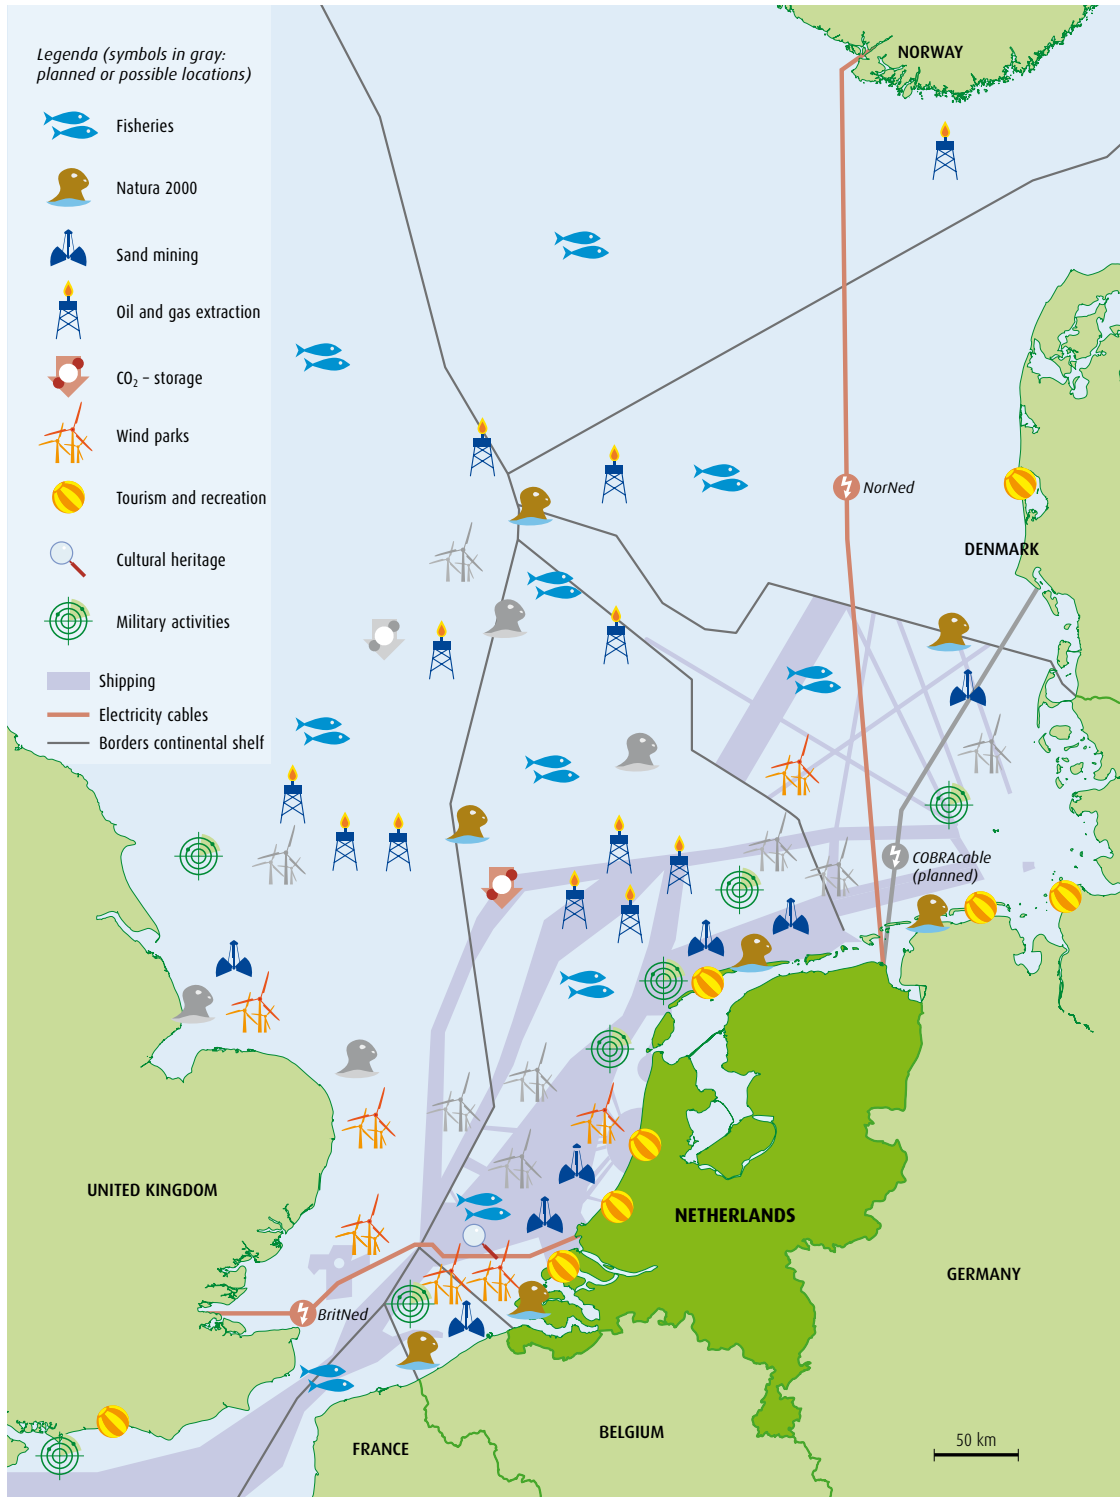 Legenda (symbols in gray:
planned or possible locations)
Fisheries
Natura 2000
Sand mining
Oil and gas extraction
CO₂ – storage
Wind parks
Tourism and recreation
Cultural heritage
Military activities
Shipping
Electricity cables
Borders continental shelf
NORWAY
NorNed
DENMARK
COBRAcable
(planned)
UNITED KINGDOM
NETHERLANDS
GERMANY
BritNed
BELGIUM
FRANCE
50 km